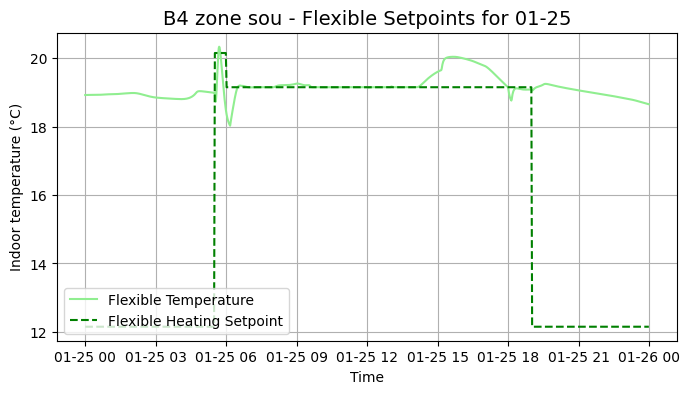 B4 zone sou - Flexible Setpoints for 01-25
Indoor temperature (°C)
20
18
16
14
12
Flexible Temperature
Flexible Heating Setpoint
01-25 00 01-25 03 01-25 06 01-25 09 01-25 12 01-25 15 01-25 18 01-25 21 01-26 00
Time